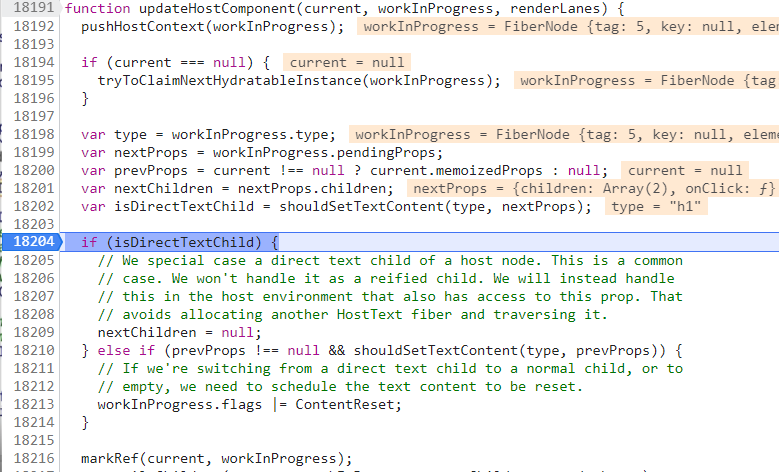 18191 function updateHostComponent(current, workInProgress, renderLanes) {
18192 pushHostContext(workInProgress); workInProgress = FiberNode {tag: 5, key: null, elem
18193
18194 if (current === null) { current = null
18195 tryToClaimNextHydratableInstance(workInProgress); workInProgress = FiberNode {tag
18196 }
18197
18198 var type = workInProgress.type; workInProgress = FiberNode {tag: 5, key: null, eleme
18199 var nextProps = workInProgress.pendingProps;
18200 var prevProps = current !== null ? current.memoizedProps : null; current = null
18201 var nextChildren = nextProps.children; nextProps = {children: Array(2), onClick: ƒ}
18202 var isDirectTextChild = shouldSetTextContent(type, nextProps); type = "h1"
18203
18204 if (isDirectTextChild) {
18205 // We special case a direct text child of a host node. This is a common
18206 // case. We won't handle it as a reified child. We will instead handle
18207 // this in the host environment that also has access to this prop. That
18208 // avoids allocating another HostText fiber and traversing it.
18209 nextChildren = null;
18210 } else if (prevProps !== null && shouldSetTextContent(type, prevProps)) {
18211 // If we're switching from a direct text child to a normal child, or to
18212 // empty, we need to schedule the text content to be reset.
18213 workInProgress.flags |= ContentReset;
18214 }
18215
18216 markRef(current, workInProgress);